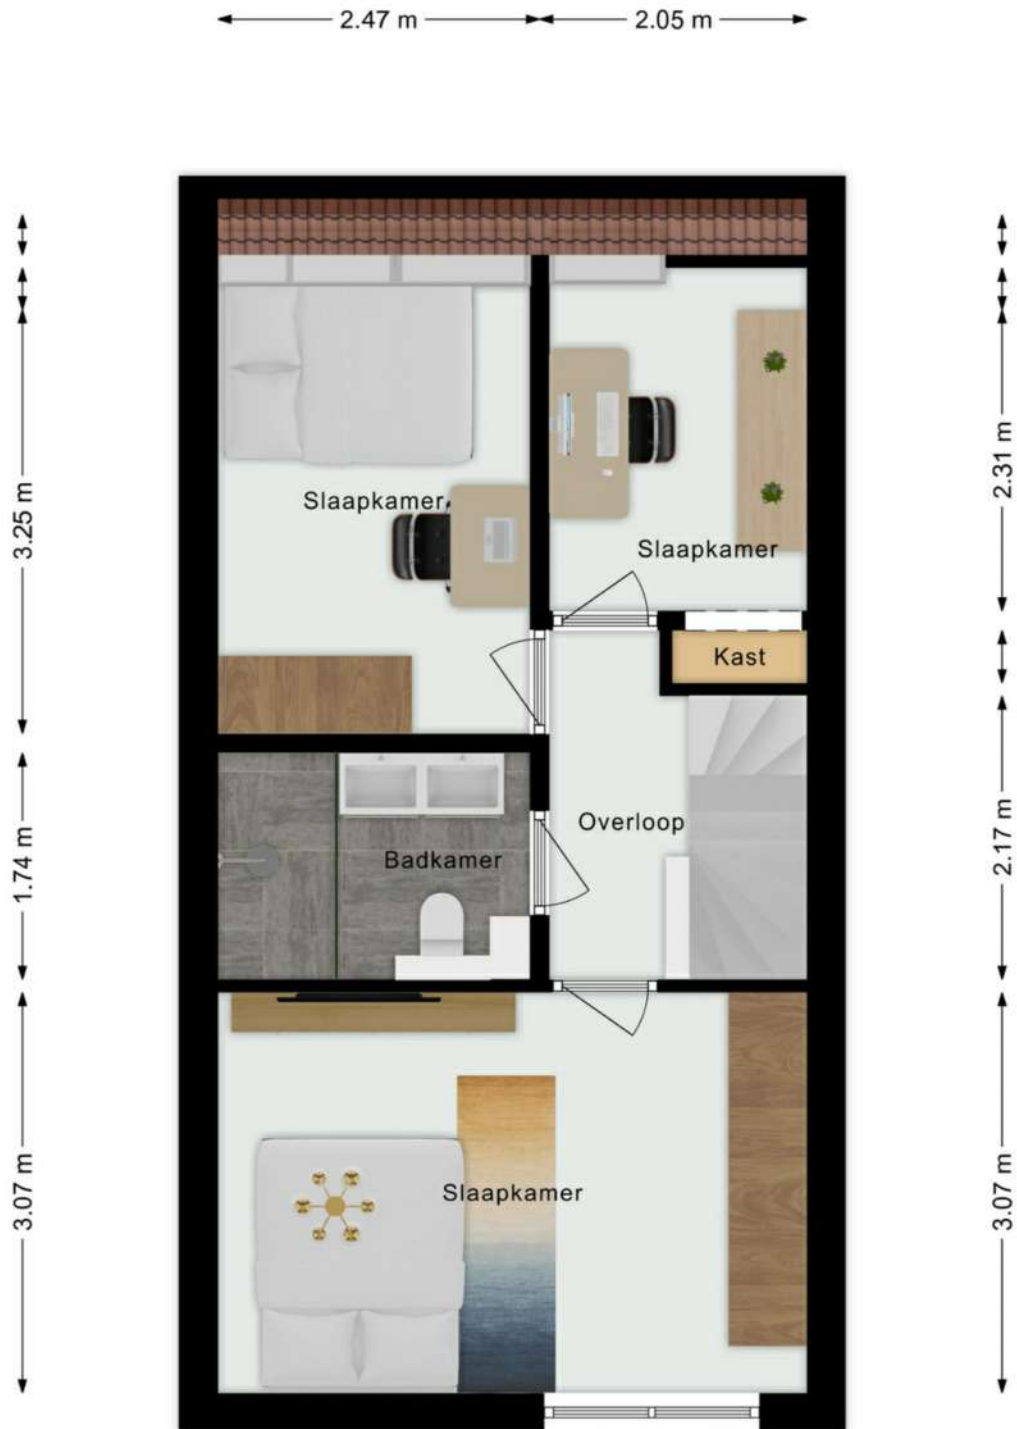 2.47 m
2.05 m
3.25 m
2.31 m
Slaapkamer
Slaapkamer
Kast
1.74 m
Badkamer
Overloop
2.17 m
3.07 m
Slaapkamer
3.07 m